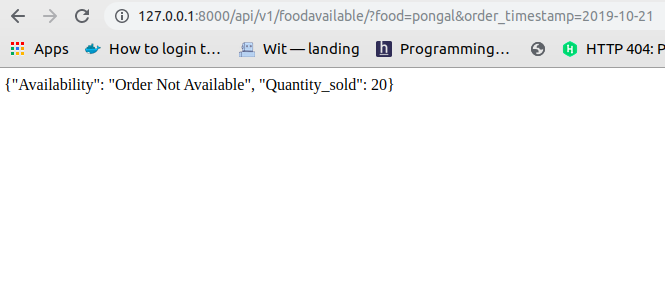 127.0.0.1:8000/api/v1/foodavailable/?food=pongal&order_timestamp=2019-10-21
Apps How to login t… Wit — landing Programming… HTTP 404: P
{"Availability": "Order Not Available", "Quantity_sold": 20}